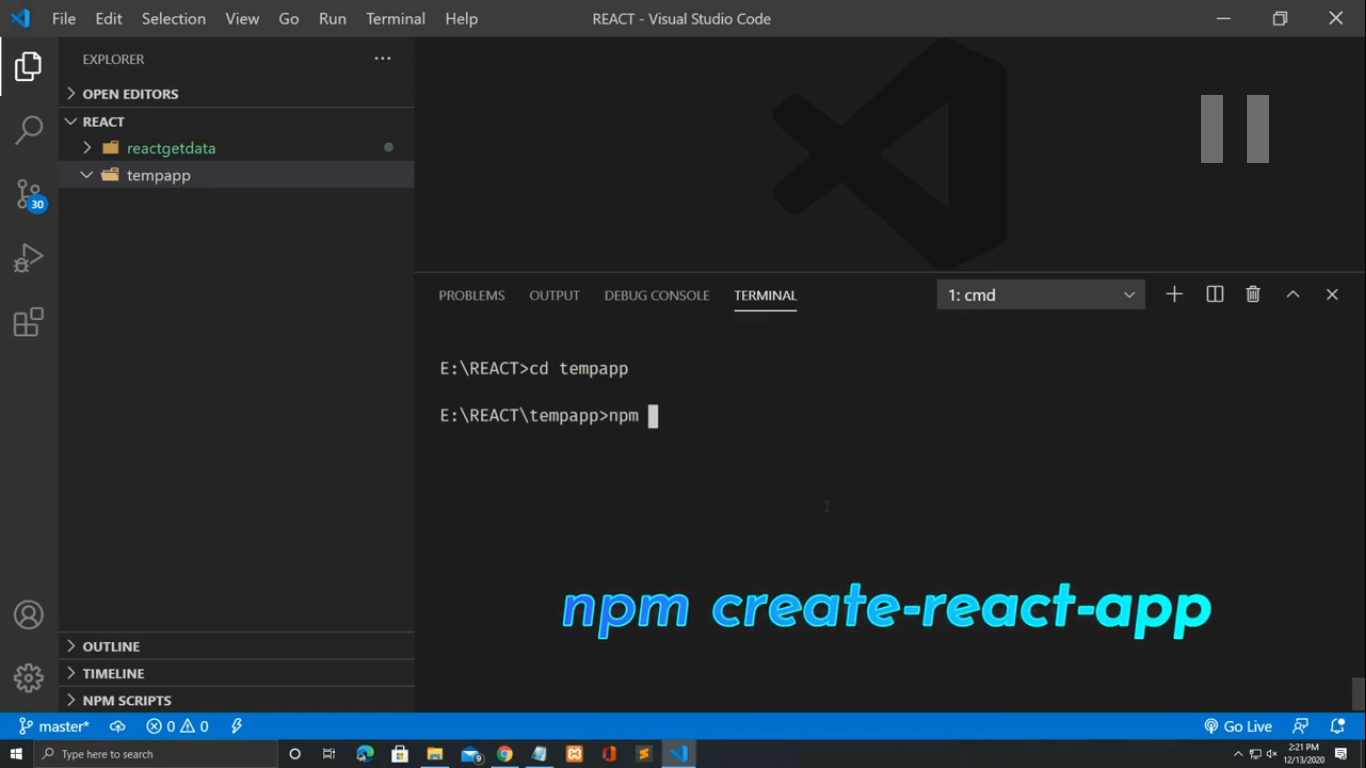 File Edit Selection View Go Run Terminal Help REACT - Visual Studio Code
EXPLORER
OPEN EDITORS
REACT
reactgetdata
tempapp
30
PROBLEMS OUTPUT DEBUG CONSOLE TERMINAL 1: cmd
E:\REACT>cd tempapp
E:\REACT\tempapp>npm
npm create-react-app
OUTLINE
TIMELINE
NPM SCRIPTS
master* 0 0 Go Live
Type here to search
9
2:21 PM
12/13/2020